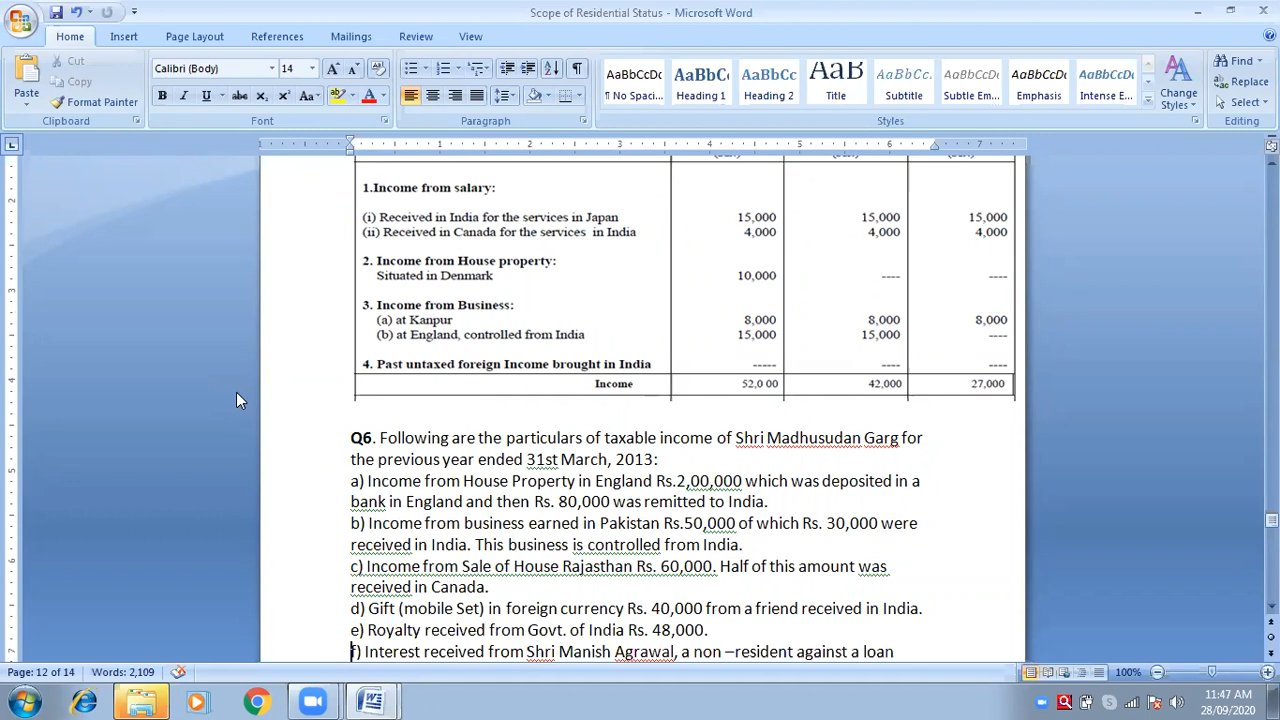 Scope of Residential Status - Microsoft Word
Home Insert Page Layout References Mailings Review View
Paste
Cut
Copy
Format Painter
Clipboard
Calibri (Body) 14
B I U abc X₂ X² Aa
Font
Paragraph
AaBbCcDc AaBbC AaBbCc AaB AaBbCc. AaBbCcDc AaBbCcDc AaBbCcDc
¶ No Spaci... Heading 1 Heading 2 Title Subtitle Subtle Em... Emphasis Intense E...
Styles
Change Styles
Find
Replace
Select
Editing
1 1 2 3 4 5 6 7
1.Income from salary:
(i) Received in India for the services in Japan 15,000 15,000 15,000
(ii) Received in Canada for the services in India 4,000 4,000 4,000
2. Income from House property:
Situated in Denmark 10,000 ---- ----
3. Income from Business:
(a) at Kanpur 8,000 8,000 8,000
(b) at England, controlled from India 15,000 15,000 ----
4. Past untaxed foreign Income brought in India ----- ---- ----
Income 52,0 00 42,000 27,000
Q6. Following are the particulars of taxable income of Shri Madhusudan Garg for
the previous year ended 31st March, 2013:
a) Income from House Property in England Rs.2,00,000 which was deposited in a
bank in England and then Rs. 80,000 was remitted to India.
b) Income from business earned in Pakistan Rs.50,000 of which Rs. 30,000 were
received in India. This business is controlled from India.
c) Income from Sale of House Rajasthan Rs. 60,000. Half of this amount was
received in Canada.
d) Gift (mobile Set) in foreign currency Rs. 40,000 from a friend received in India.
e) Royalty received from Govt. of India Rs. 48,000.
f) Interest received from Shri Manish Agrawal, a non –resident against a loan
Page: 12 of 14 Words: 2,109 100%
11:47 AM
28/09/2020